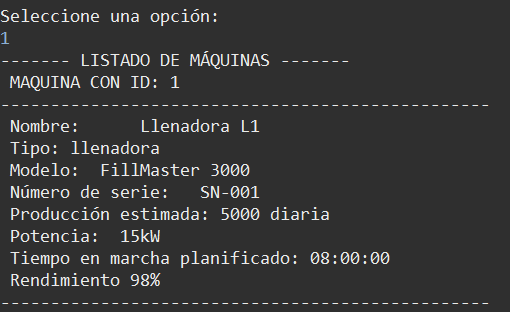 Seleccione una opción:
1
------- LISTADO DE MÁQUINAS -------
MAQUINA CON ID: 1
-------------------------------------------------
Nombre:      Llenadora L1
Tipo: llenadora
Modelo:  FillMaster 3000
Número de serie:   SN-001
Producción estimada: 5000 diaria
Potencia:  15kW
Tiempo en marcha planificado: 08:00:00
Rendimiento 98%
-------------------------------------------------